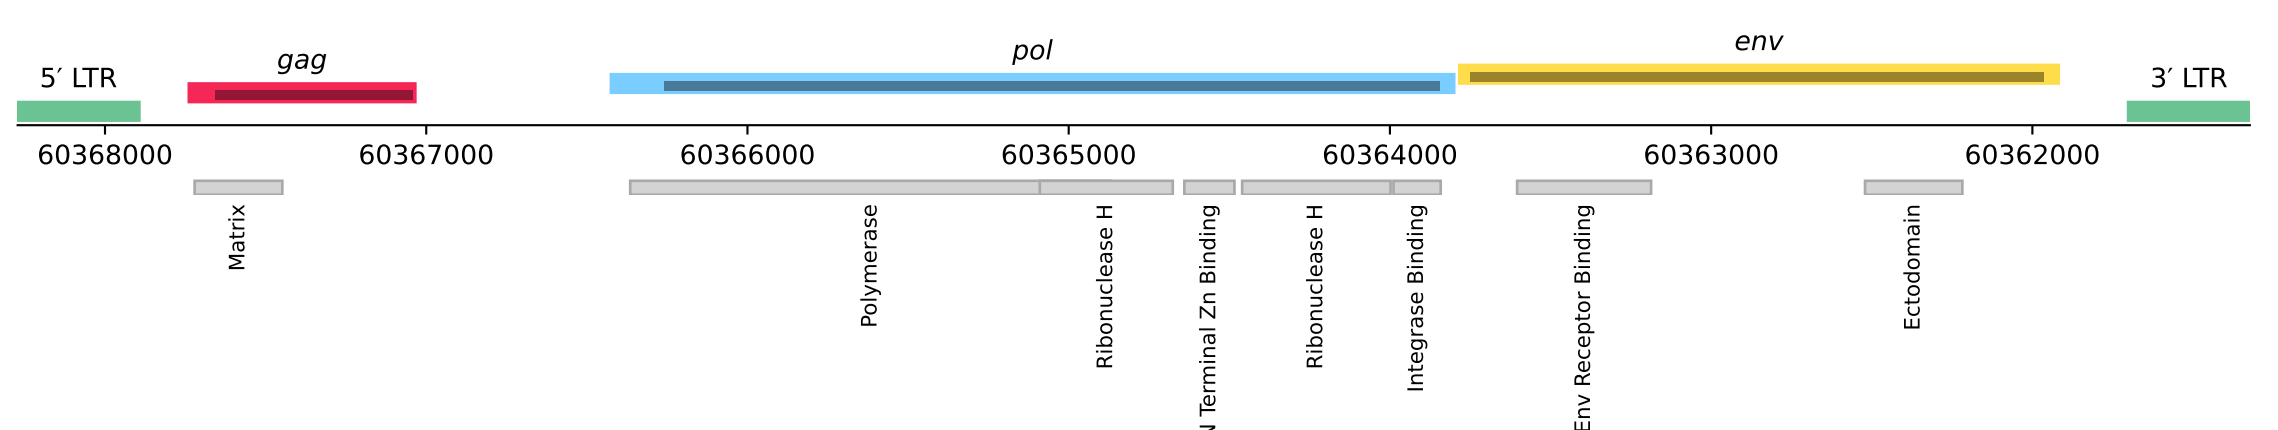 5′ LTR
gag
pol
env
3′ LTR
60368000
60367000
60366000
60365000
60364000
60363000
60362000
Matrix
Polymerase
Ribonuclease H
N Terminal Zn Binding
Ribonuclease H
Integrase Binding
Env Receptor Binding
Ectodomain